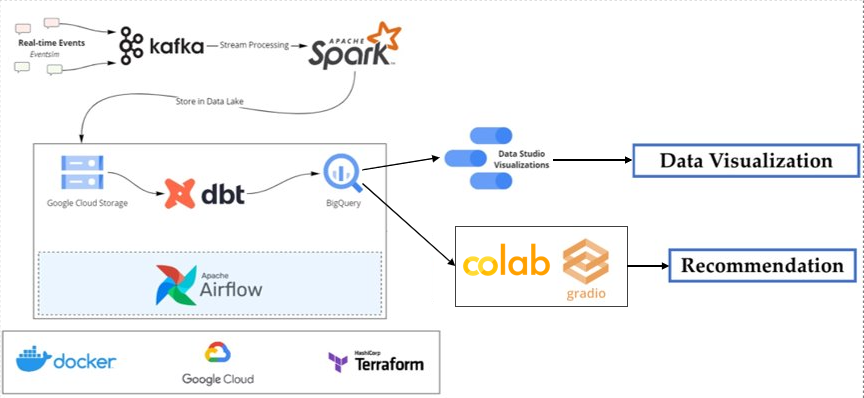 Real-time Events
Eventsim
kafka
Stream Processing
APACHE
Spark
Store in Data Lake
Google Cloud Storage
dbt
BigQuery
Data Studio
Visualizations
Data Visualization
colab
gradio
Recommendation
Apache
Airflow
docker
Google Cloud
HashiCorp
Terraform